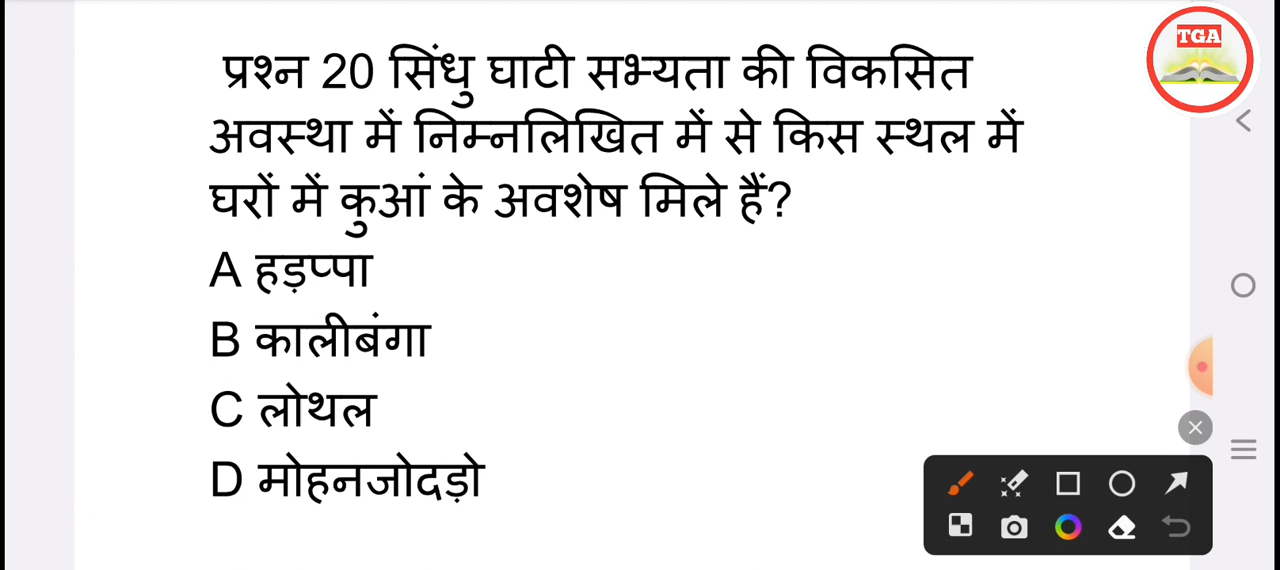 TGA
प्रश्न 20 सिंधु घाटी सभ्यता की विकसित
अवस्था में निम्नलिखित में से किस स्थल में
घरों में कुआं के अवशेष मिले हैं?
A हड़प्पा
B कालीबंगा
C लोथल
D मोहनजोदड़ो